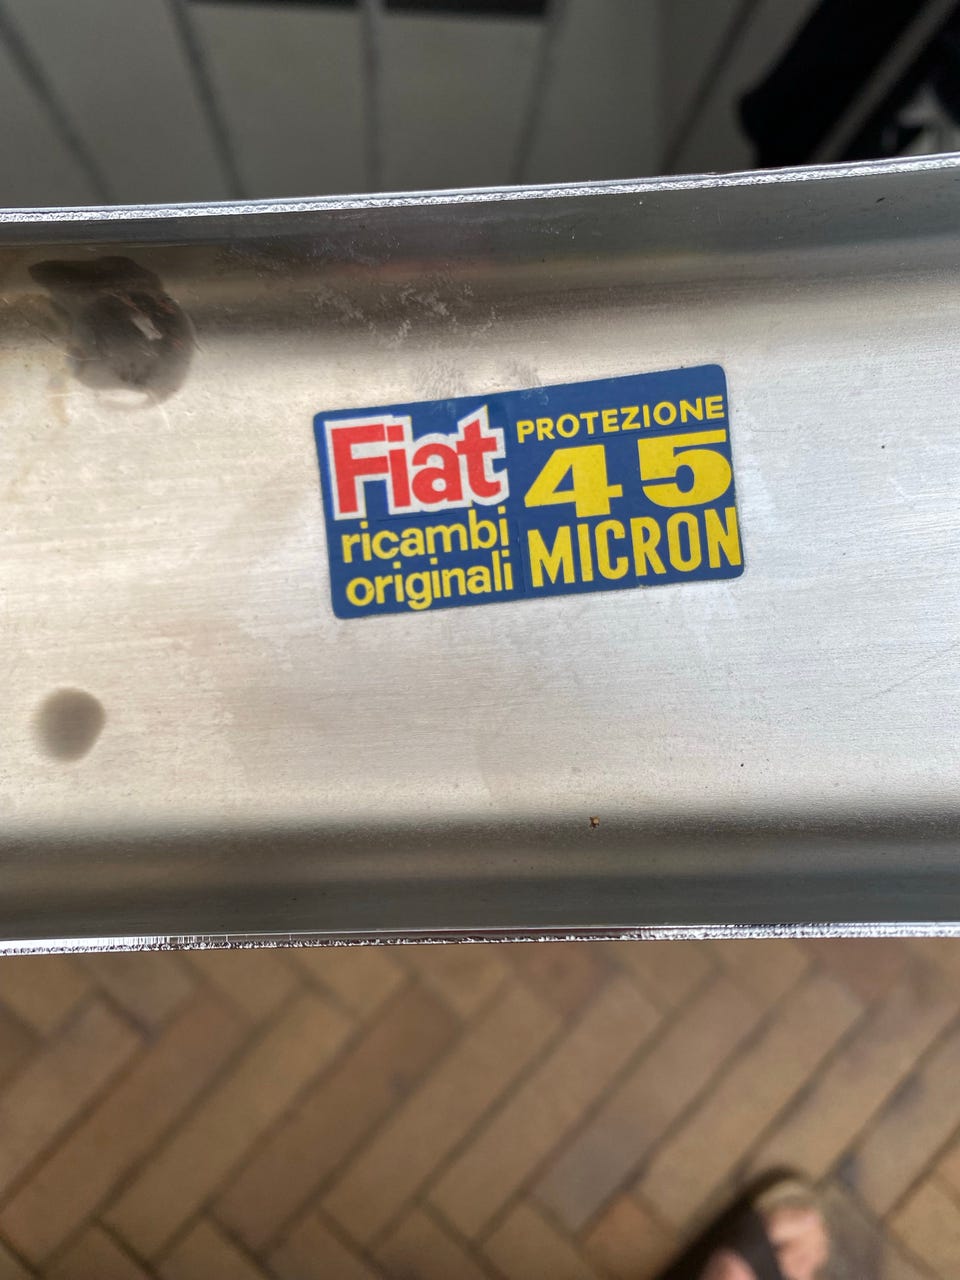 Fiat
ricambi
originali
PROTEZIONE
45
MICRON